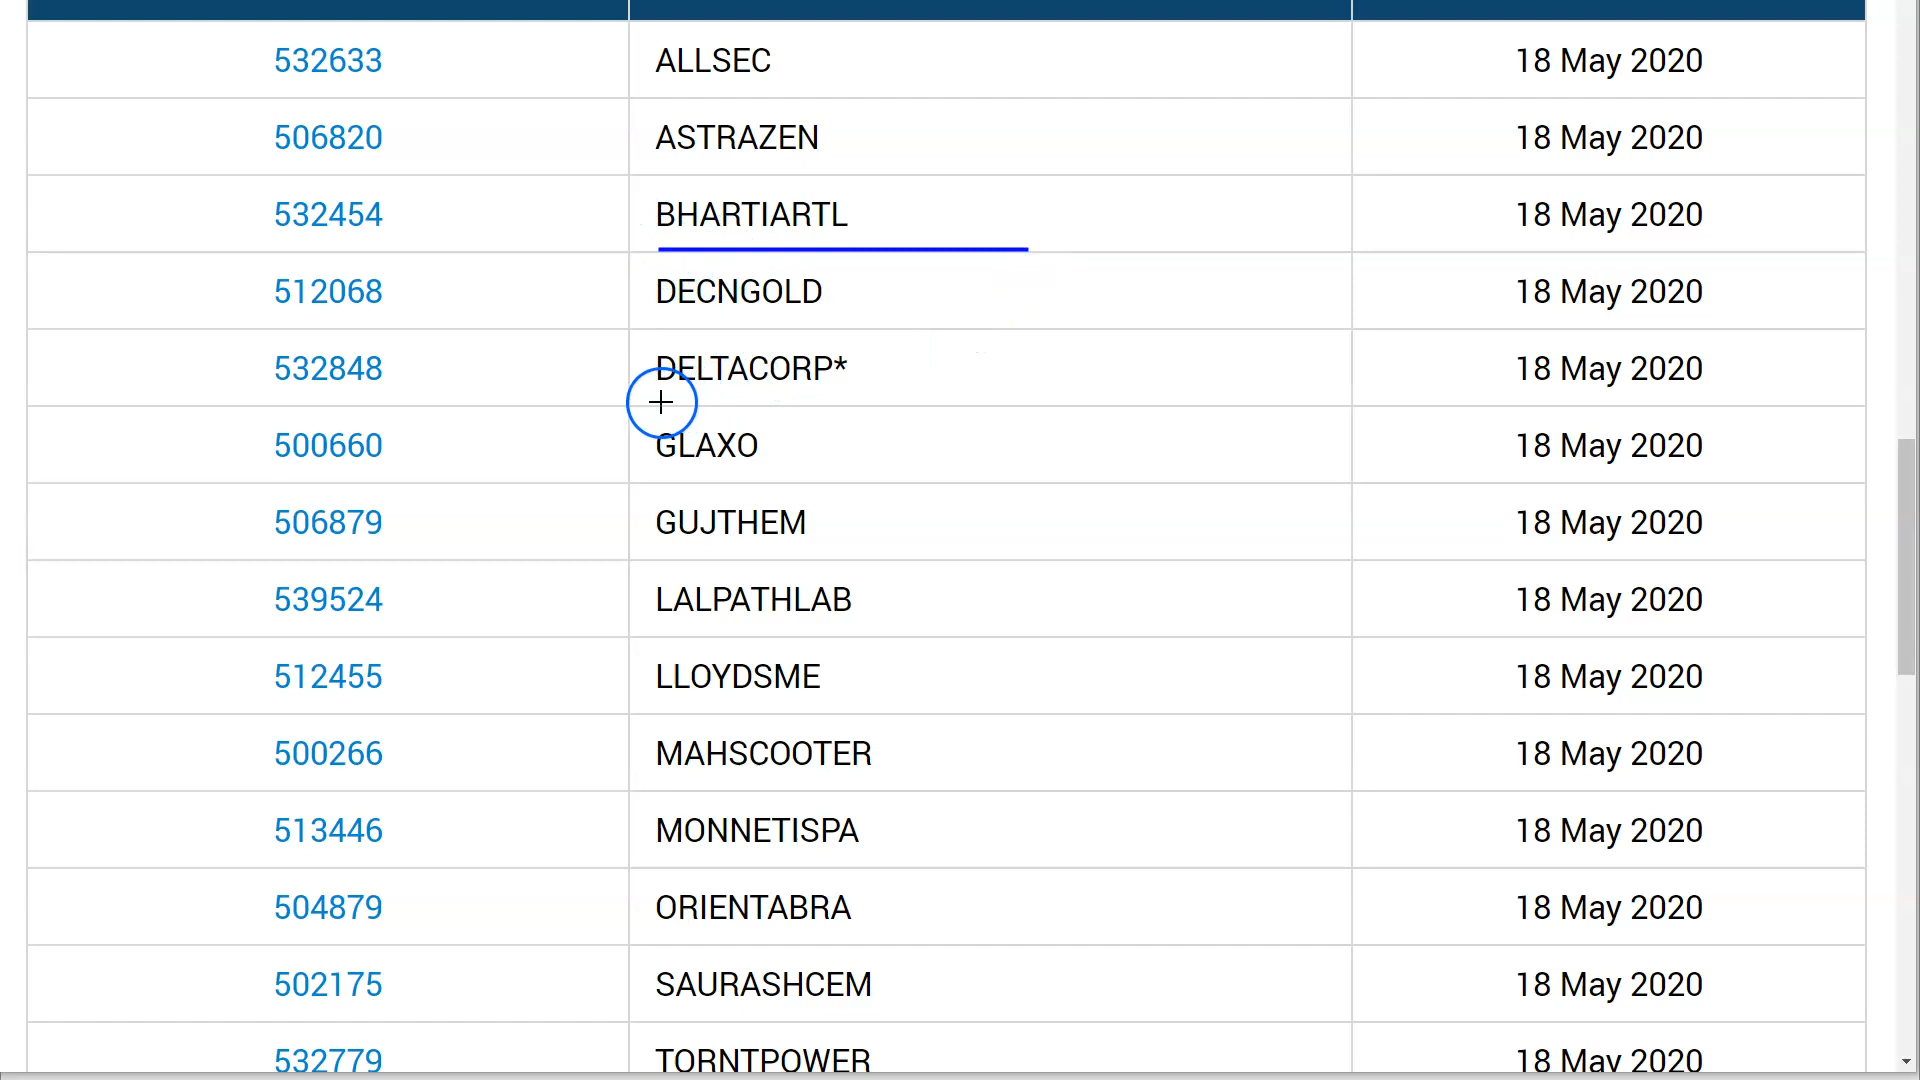 532633 ALLSEC 18 May 2020
506820 ASTRAZEN 18 May 2020
532454 BHARTIARTL 18 May 2020
512068 DECNGOLD 18 May 2020
532848 DELTACORP* 18 May 2020
500660 GLAXO 18 May 2020
506879 GUJTHEM 18 May 2020
539524 LALPATHLAB 18 May 2020
512455 LLOYDSME 18 May 2020
500266 MAHSCOOTER 18 May 2020
513446 MONNETISPA 18 May 2020
504879 ORIENTABRA 18 May 2020
502175 SAURASHCEM 18 May 2020
532779 TORNTPOWER 18 May 2020